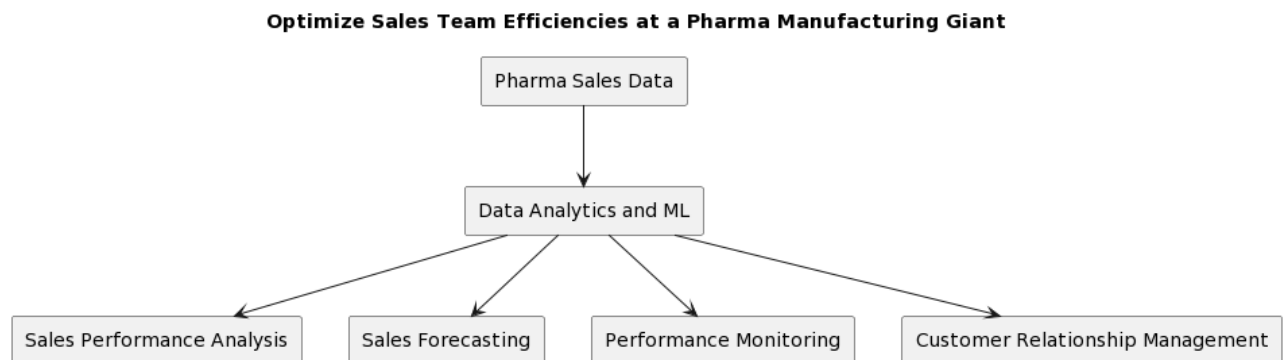 Optimize Sales Team Efficiencies at a Pharma Manufacturing Giant
Pharma Sales Data
Data Analytics and ML
Sales Performance Analysis
Sales Forecasting
Performance Monitoring
Customer Relationship Management